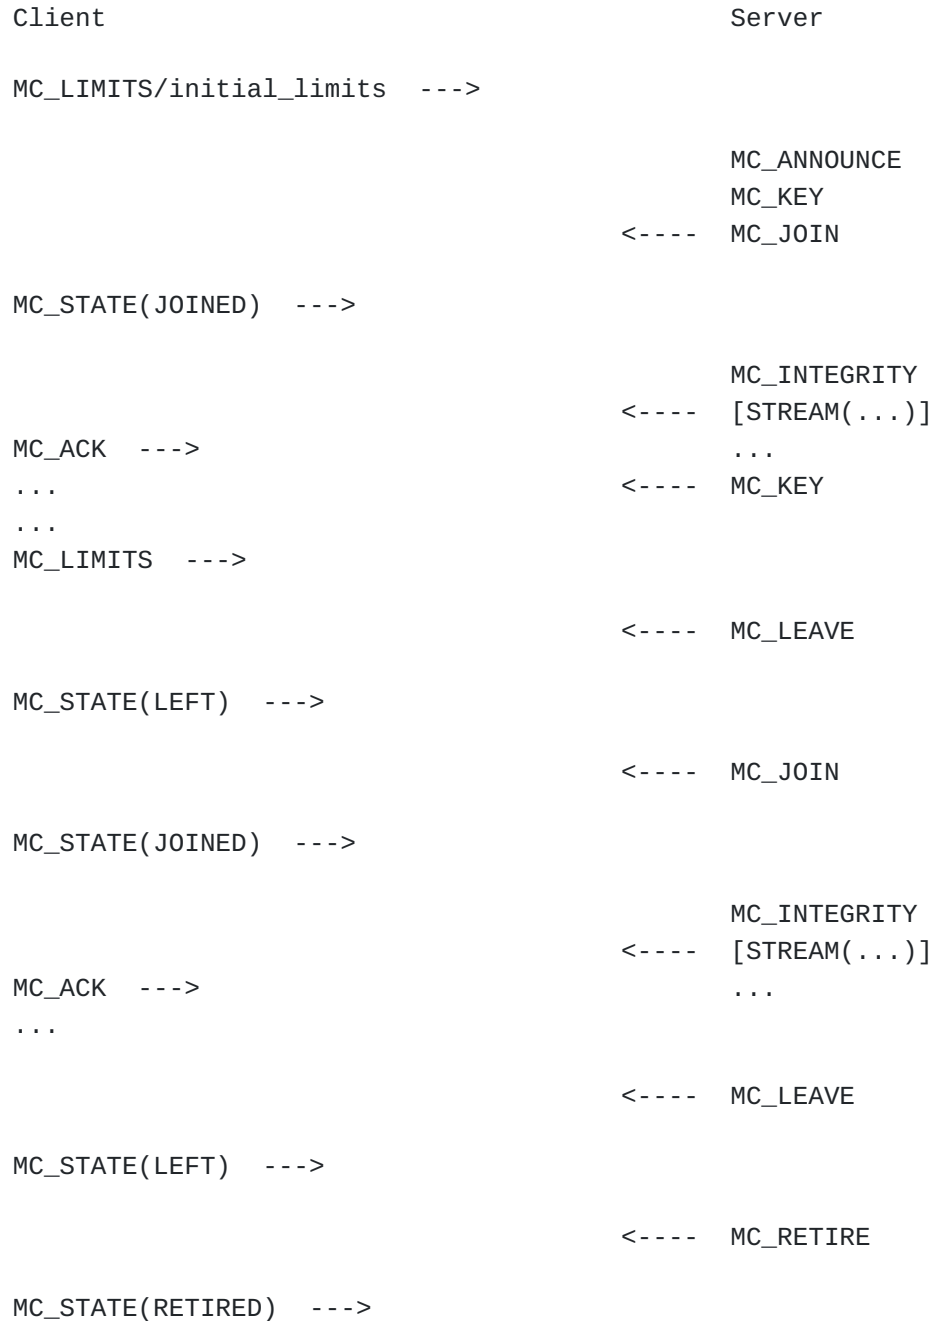 Client                                        Server

MC_LIMITS/initial_limits  --->

                                              MC_ANNOUNCE
                                              MC_KEY
                                       <----  MC_JOIN

MC_STATE(JOINED)  --->

                                              MC_INTEGRITY
                                       <----  [STREAM(...)]
MC_ACK  --->                                  ...
...                                    <----  MC_KEY
...
MC_LIMITS  --->

                                       <----  MC_LEAVE

MC_STATE(LEFT)  --->

                                       <----  MC_JOIN

MC_STATE(JOINED)  --->

                                              MC_INTEGRITY
                                       <----  [STREAM(...)]
MC_ACK  --->                                  ...
...

                                       <----  MC_LEAVE

MC_STATE(LEFT)  --->

                                       <----  MC_RETIRE

MC_STATE(RETIRED)  --->